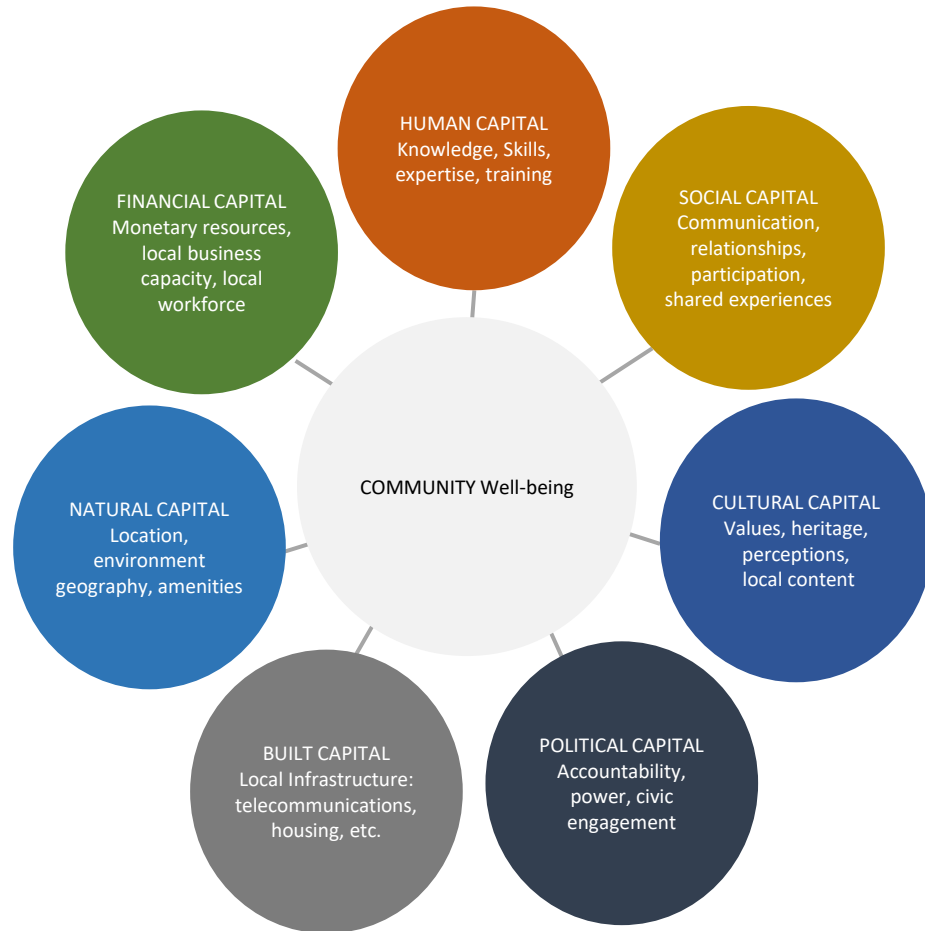 HUMAN CAPITAL
Knowledge, Skills,
expertise, training
SOCIAL CAPITAL
Communication,
relationships,
participation,
shared experiences
CULTURAL CAPITAL
Values, heritage,
perceptions,
local content
POLITICAL CAPITAL
Accountability,
power, civic
engagement
BUILT CAPITAL
Local Infrastructure:
telecommunications,
housing, etc.
NATURAL CAPITAL
Location,
environment
geography, amenities
FINANCIAL CAPITAL
Monetary resources,
local business
capacity, local
workforce
COMMUNITY Well-being